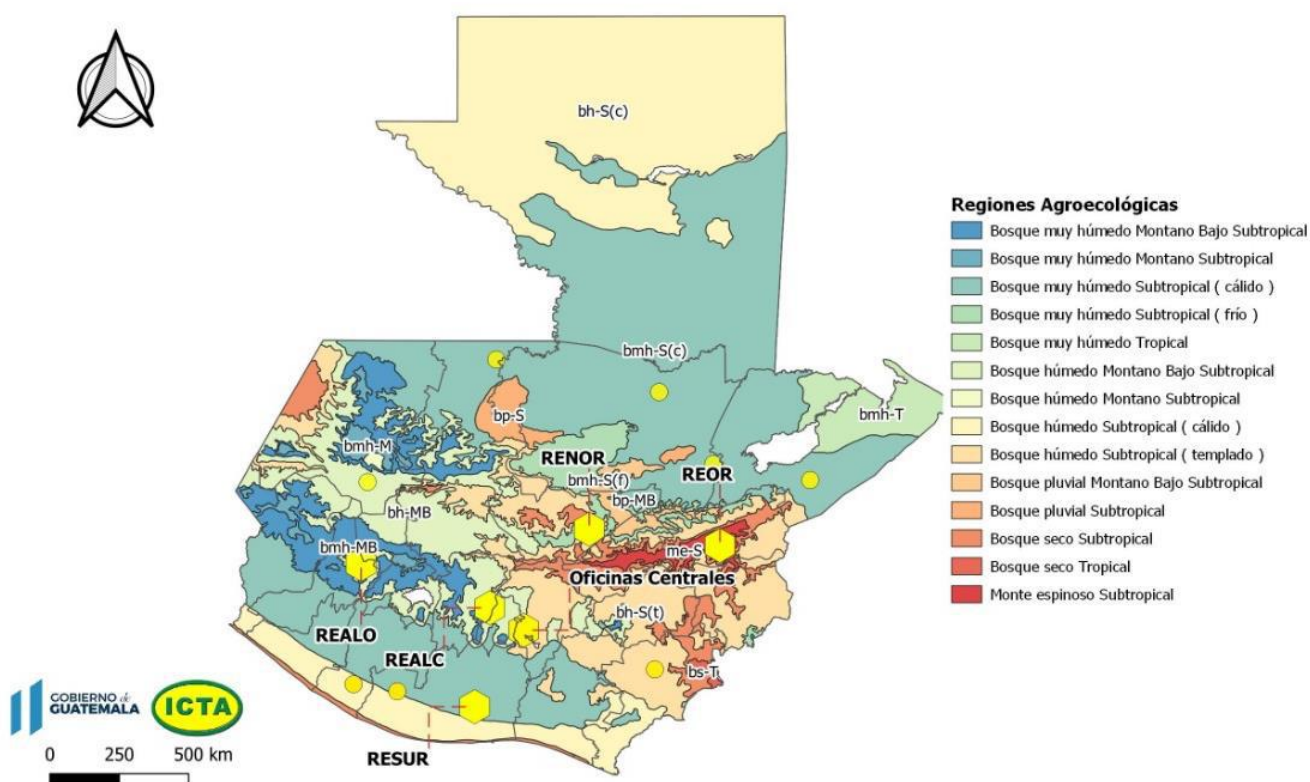 bh-S(c)
Regiones Agroecológicas
Bosque muy húmedo Montano Bajo Subtropical
Bosque muy húmedo Montano Subtropical
Bosque muy húmedo Subtropical ( cálido )
Bosque muy húmedo Subtropical ( frío )
Bosque muy húmedo Tropical
Bosque húmedo Montano Bajo Subtropical
Bosque húmedo Montano Subtropical
Bosque húmedo Subtropical ( cálido )
Bosque húmedo Subtropical ( templado )
Bosque pluvial Montano Bajo Subtropical
Bosque pluvial Subtropical
Bosque seco Subtropical
Bosque seco Tropical
Monte espinoso Subtropical
bmh-S(c)
bp-S
bmh-T
bmh-M
RENOR
REOR
bmh-S(f)
bp-MB
bh-MB
bmh-MB
me-S
Oficinas Centrales
bh-S(t)
REALO
REALC
bs-T
RESUR
GOBIERNO de
GUATEMALA
ICTA
0 250 500 km